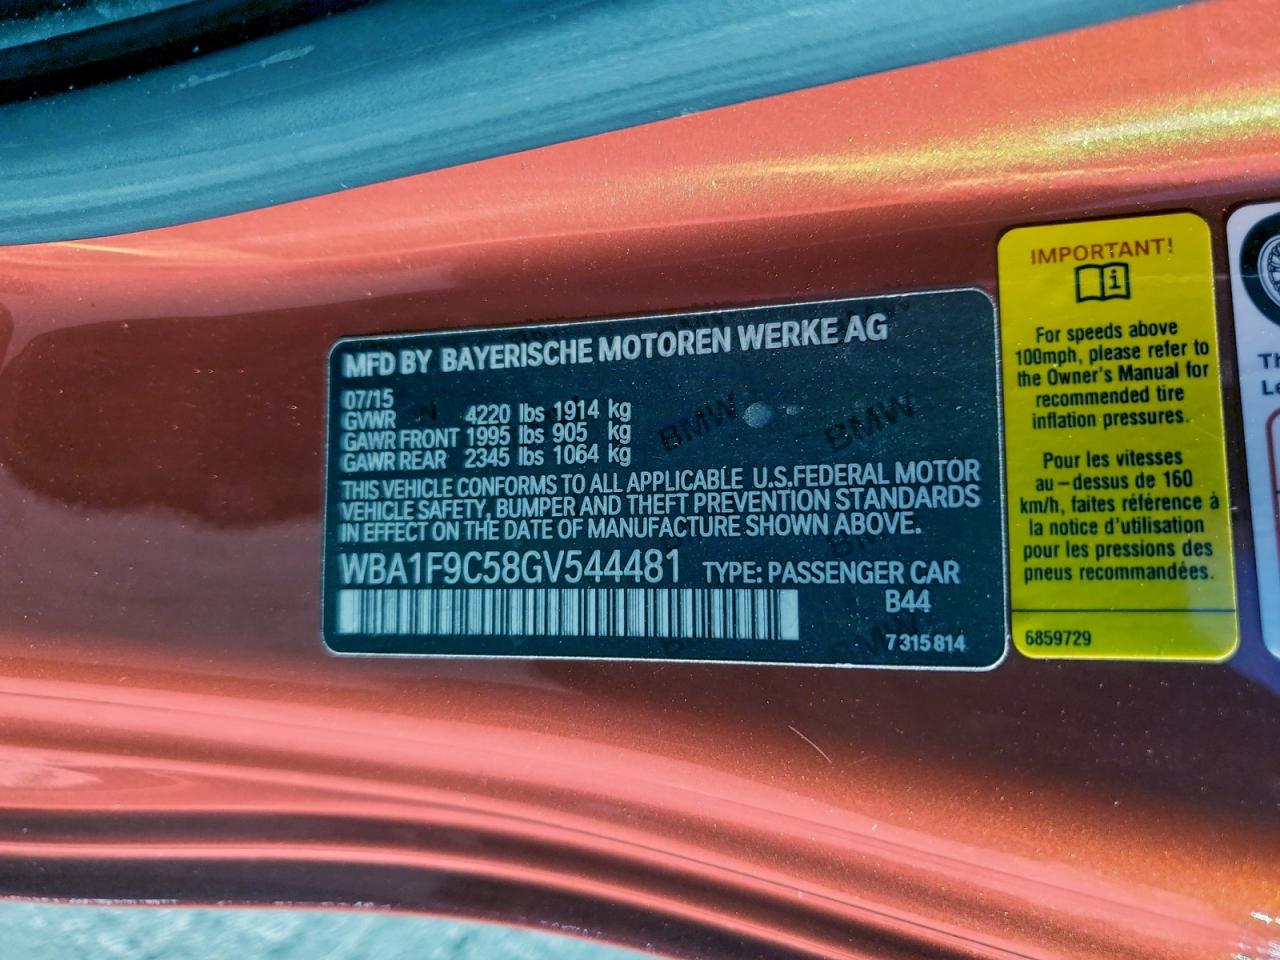 MFD BY BAYERISCHE MOTOREN WERKE AG
07/15
GVWR 4220 lbs 1914 kg
GAWR FRONT 1995 lbs 905 kg
GAWR REAR 2345 lbs 1064 kg
THIS VEHICLE CONFORMS TO ALL APPLICABLE U.S.FEDERAL MOTOR
VEHICLE SAFETY, BUMPER AND THEFT PREVENTION STANDARDS
IN EFFECT ON THE DATE OF MANUFACTURE SHOWN ABOVE.
WBA1F9C58GV544481 TYPE: PASSENGER CAR
B44
7315814
BMW
BMW
IMPORTANT!
i
For speeds above
100mph, please refer to
the Owner's Manual for
recommended tire
inflation pressures.
Pour les vitesses
au-dessus de 160
km/h, faites référence à
la notice d'utilisation
pour les pressions des
pneus recommandées.
6859729